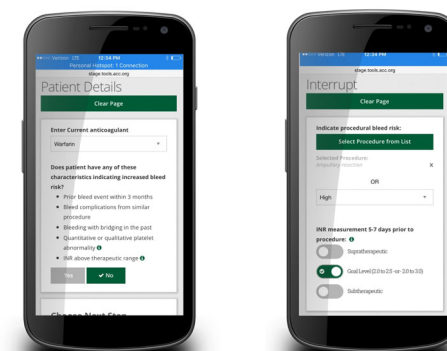 Verizon LTE 12:34 PM
Personal Hotspot: 1 Connection
stage.tools.acc.org
Patient Details
Clear Page
Enter Current anticoagulant
Warfarin
Does patient have any of these
characteristics indicating increased bleed
risk?
Prior bleed event within 3 months
Bleed complications from similar
procedure
Bleeding with bridging in the past
Quantitative or qualitative platelet
abnormality
INR above therapeutic range
Yes
No
Choose Next Step
Verizon LTE 12:34 PM
stage.tools.acc.org
Interrupt
Clear Page
Indicate procedural bleed risk:
Select Procedure from List
Selected Procedure:
x
OR
High
INR measurement 5-7 days prior to
procedure:
Supratherapeutic
Goal Level (2.0 to 2.5 -or- 2.0 to 3.0)
Subtherapeutic